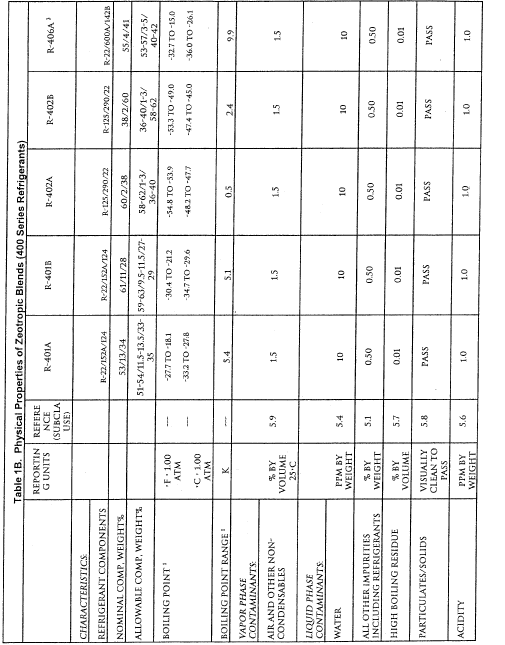 Table 1B. Physical Properties of Zeotropic Blends (400 Series Refrigerants)
REPORTIN
G UNITS
REFERE
NCE
(SUBCLA
USE)
R-401A
R-401B
R-402A
R-402B
R-406A ³
CHARACTERISTICS:
REFRIGERANT COMPONENTS
R-22/152A/124
R-22/152A/124
R-125/290/22
R-125/290/22
R-22/600A/142B
NOMINAL COMP, WEIGHT%
53/13/34
61/11/28
60/2/38
38/2/60
55/4/41
ALLOWABLE COMP, WEIGHT%
51-54/11.5-13.5/33-
35
59-63/9.5-11.5/27-
29
58-62/1-3/
36-40
36-40/1-3/
58-62
53-57/3-5/
40-42
BOILING POINT ¹
°F · 1.00
ATM
---
-27.7 TO -18.1
-30.4 TO -21.2
-54.8 TO -53.9
-53.3 TO -49.0
-32.7 TO -15.0
°C · 1.00
ATM
---
-33.2 TO -27.8
-34.7 TO -29.6
-48.2 TO -47.7
-47.4 TO -45.0
-36.0 TO -26.1
BOILING POINT RANGE ¹
K
---
5.4
5.1
0.5
2.4
9.9
VAPOR PHASE
CONTAMINANTS:
AIR AND OTHER NON-
CONDENSABLES
% BY
VOLUME
25·C
5.9
1.5
1.5
1.5
1.5
1.5
LIQUID PHASE
CONTAMINANTS:
WATER
PPM BY
WEIGHT
5.4
10
10
10
10
10
ALL OTHER IMPURITIES
INCLUDING REFRIGERANTS
% BY
WEIGHT
5.1
0.50
0.50
0.50
0.50
0.50
HIGH BOILING RESIDUE
% BY
VOLUME
5.7
0.01
0.01
0.01
0.01
0.01
PARTICULATES/SOLIDS
VISUALLY
CLEAN TO
PASS
5.8
PASS
PASS
PASS
PASS
PASS
ACIDITY
PPM BY
WEIGHT
5.6
1.0
1.0
1.0
1.0
1.0